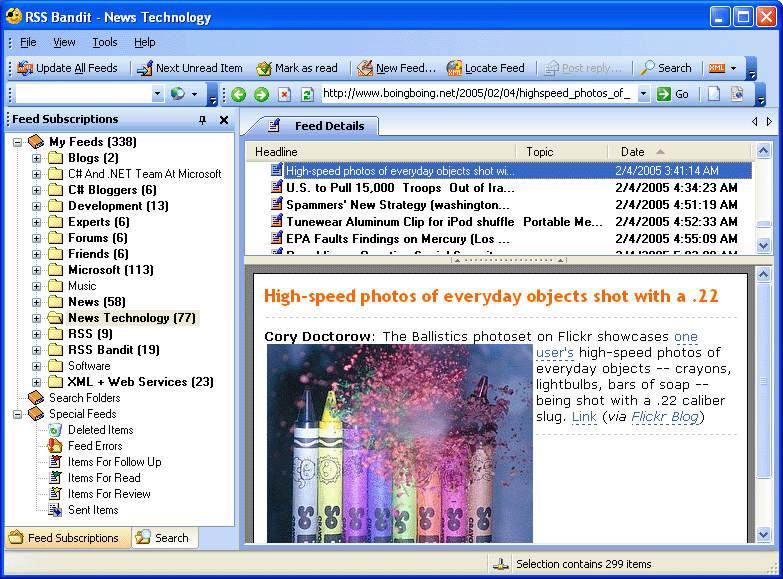 RSS Bandit - News Technology
File View Tools Help
Update All Feeds Next Unread Item Mark as read New Feed... Locate Feed Post reply... Search XML
http://www.boingboing.net/2005/02/04/highspeed_photos_of_ Go
Feed Subscriptions
My Feeds (338)
Blogs (2)
C# And .NET Team At Microsoft
C# Bloggers (6)
Development (13)
Experts (6)
Forums (6)
Friends (6)
Microsoft (113)
Music
News (58)
News Technology (77)
RSS (9)
RSS Bandit (19)
Software
XML + Web Services (23)
Search Folders
Special Feeds
Deleted Items
Feed Errors
Items For Follow Up
Items For Read
Items For Review
Sent Items
Feed Subscriptions Search
Feed Details
Headline Topic Date
High-speed photos of everyday objects shot wi... 2/4/2005 3:41:14 AM
U.S. to Pull 15,000 Troops Out of Ira... 2/4/2005 4:34:23 AM
Spammers' New Strategy (washington... 2/4/2005 4:51:19 AM
Tunewear Aluminum Clip for iPod shuffle Portable Me... 2/4/2005 4:52:33 AM
EPA Faults Findings on Mercury (Los ... 2/4/2005 4:55:09 AM
High-speed photos of everyday objects shot with a .22
Cory Doctorow: The Ballistics photoset on Flickr showcases one
user's high-speed photos of
everyday objects -- crayons,
lightbulbs, bars of soap --
being shot with a .22 caliber
slug. Link (via Flickr Blog)
Selection contains 299 items